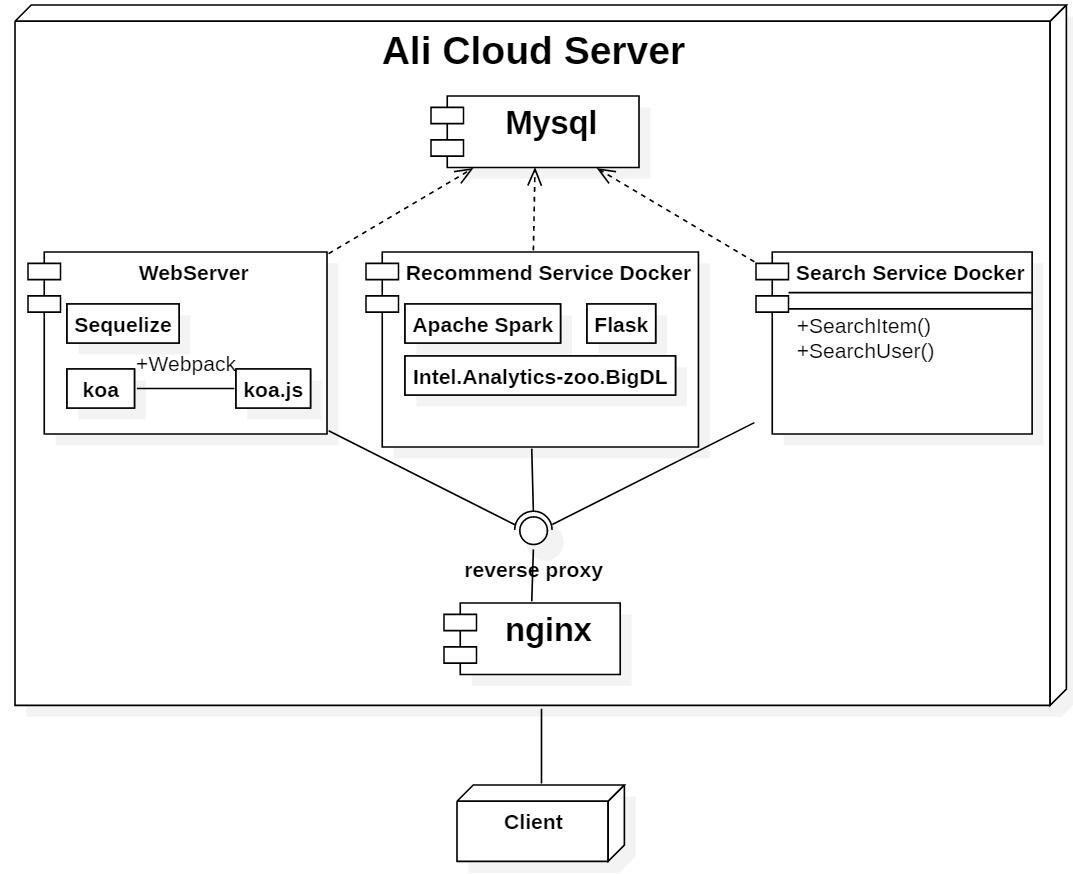 Ali Cloud Server
Mysql
WebServer
Sequelize
+Webpack
koa
koa.js
Recommend Service Docker
Apache Spark
Flask
Intel.Analytics-zoo.BigDL
Search Service Docker
+SearchItem()
+SearchUser()
reverse proxy
nginx
Client